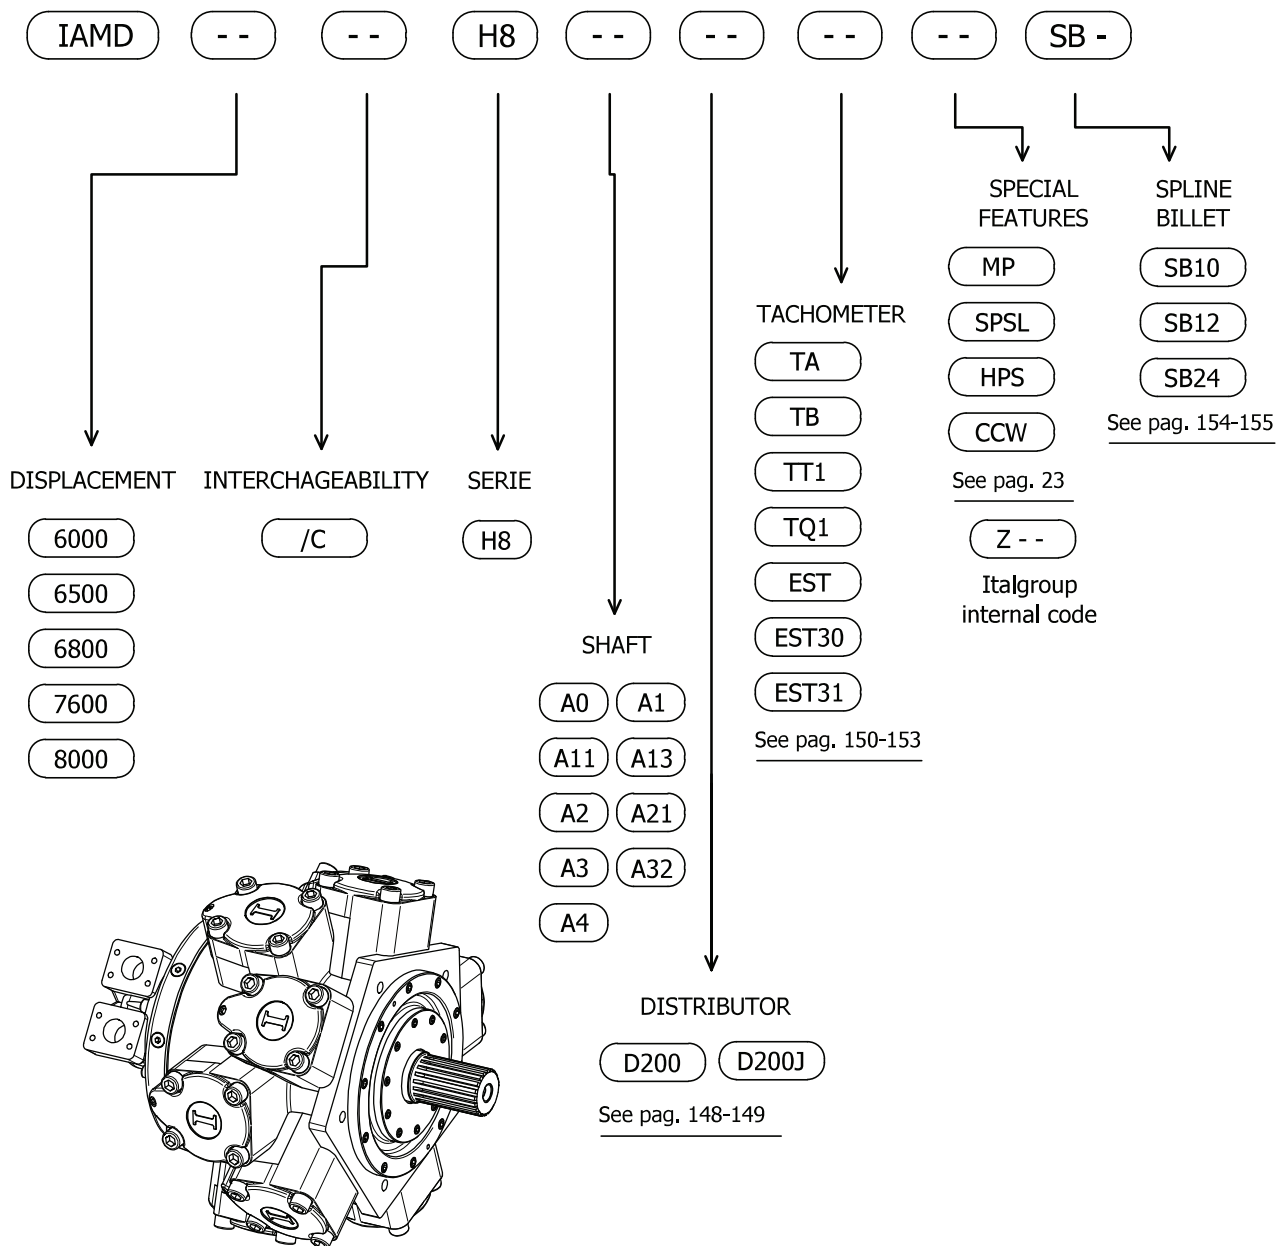 IAMD - - - - H8 - - - - - - - - SB -
SPECIAL
FEATURES
MP
SPSL
HPS
CCW
See pag. 23
Z - -
Italgroup
internal code
SPLINE
BILLET
SB10
SB12
SB24
See pag. 154-155
TACHOMETER
TA
TB
TT1
TQ1
EST
EST30
EST31
See pag. 150-153
DISPLACEMENT
6000
6500
6800
7600
8000
INTERCHAGEABILITY
/C
SERIE
H8
SHAFT
A0 A1
A11 A13
A2 A21
A3 A32
A4
DISTRIBUTOR
D200 D200J
See pag. 148-149